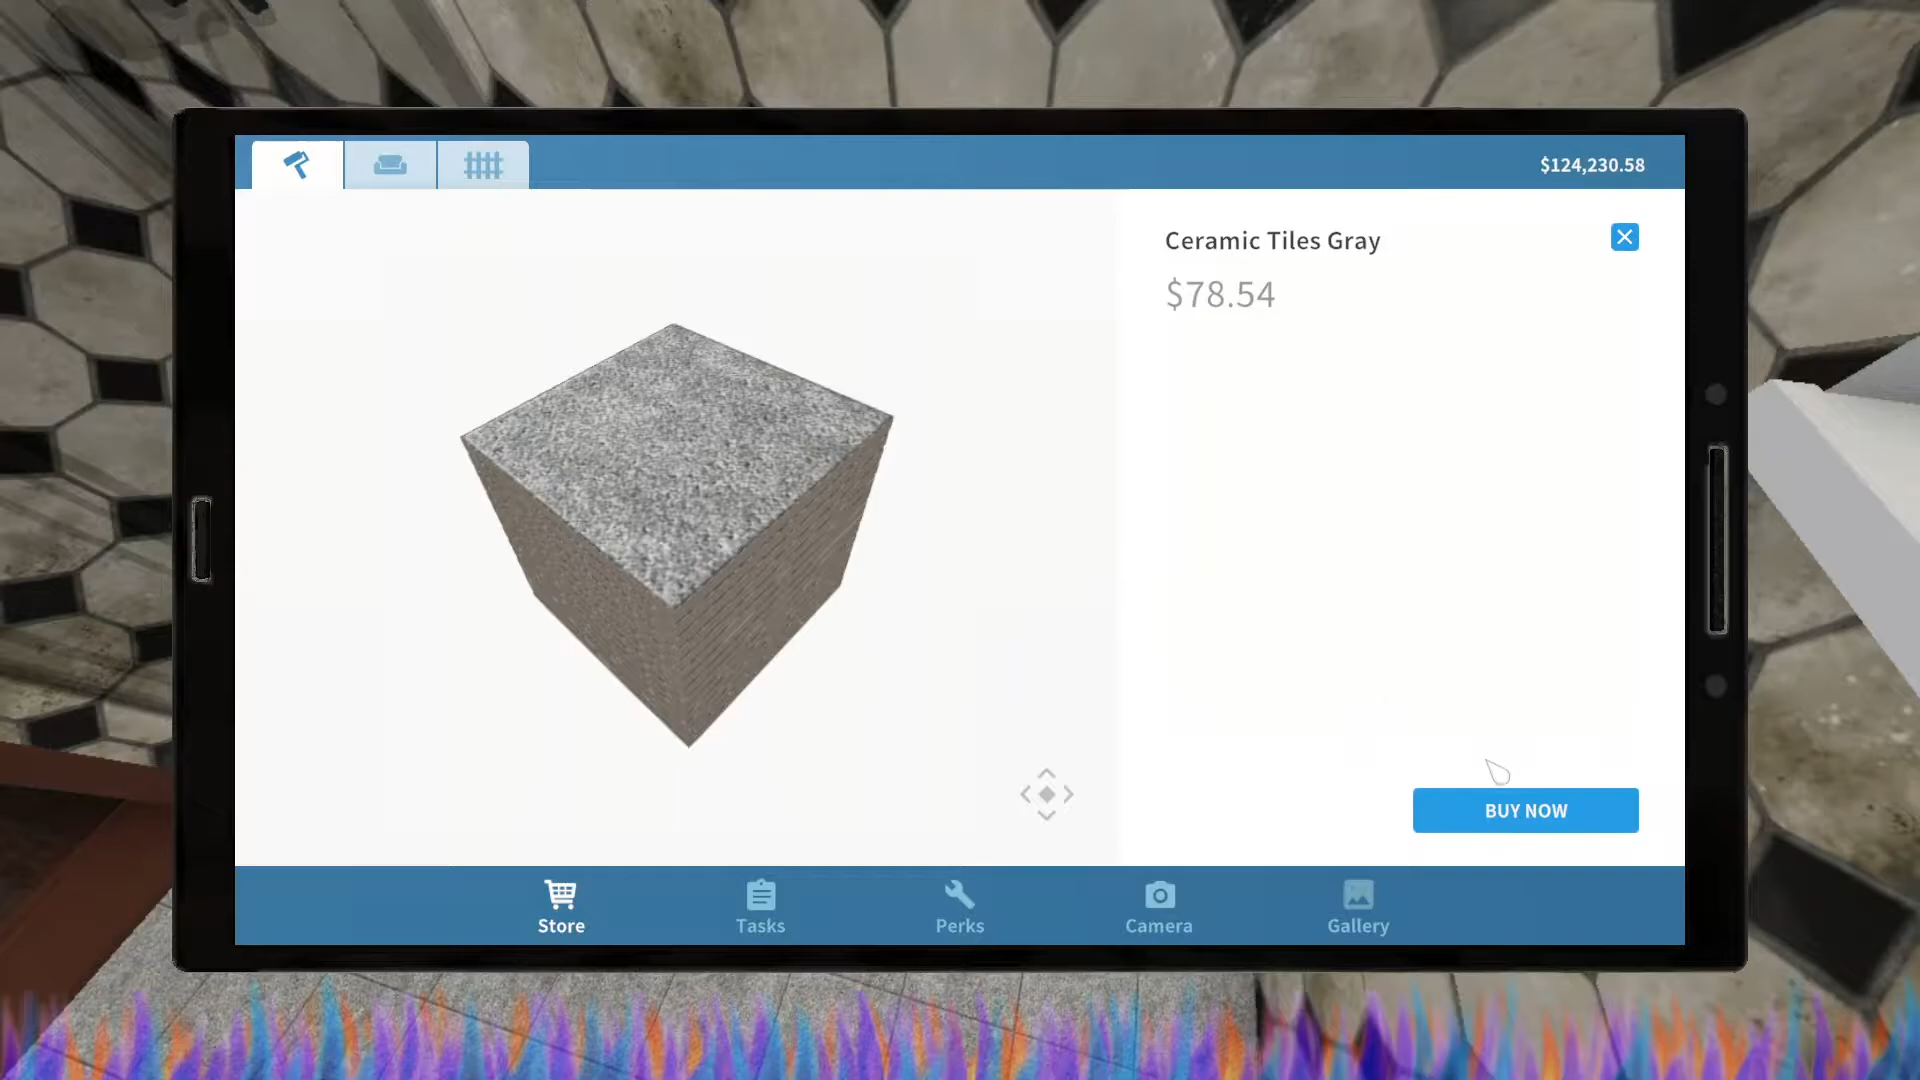 $124,230.58
Ceramic Tiles Gray
$78.54
BUY NOW
Store
Tasks
Perks
Camera
Gallery